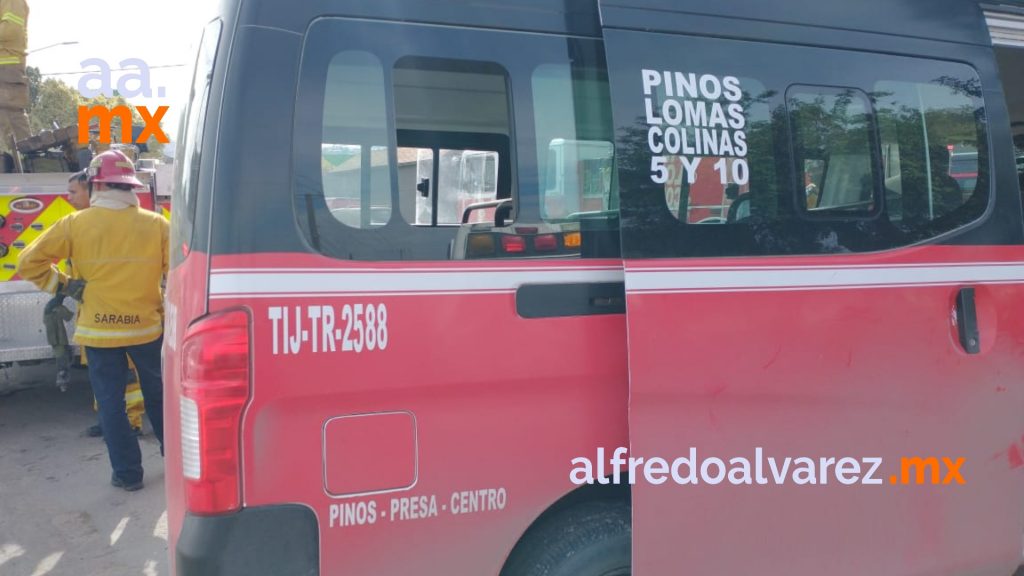 aa.
mx
PINOS
LOMAS
COLINAS
5 Y 10
SARABIA
TIJ-TR-2588
alfredoalvarez.mx
PINOS - PRESA - CENTRO